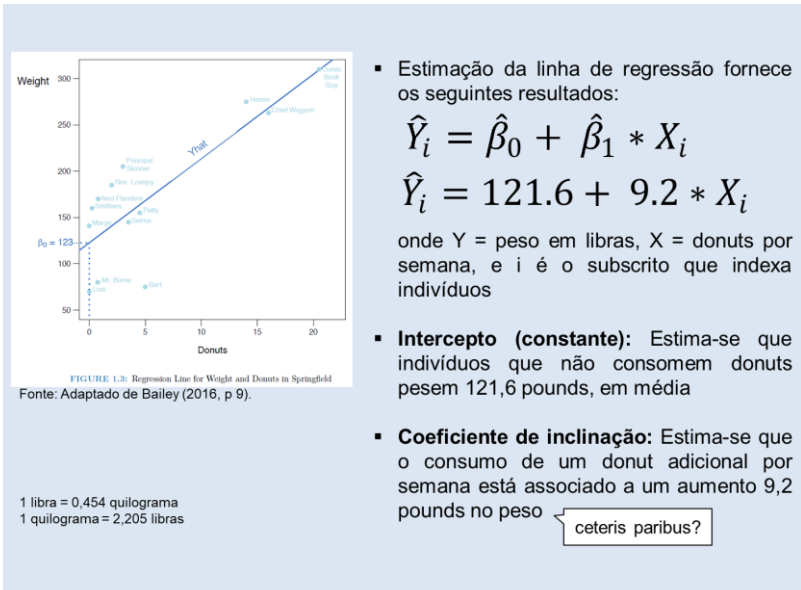 Weight
300
250
200
150
β₀ = 123
100
50
0
5
10
15
20
Donuts
Yhat
Comic
Book
Guy
Homer
Chief Wiggum
Principal
Skinner
Rev. Lovejoy
Ned Flanders
Smithers
Patty
Selma
Moe
Mr. Burns
Bart
Lisa
FIGURE 1.3: Regression Line for Weight and Donuts in Springfield
Fonte: Adaptado de Bailey (2016, p 9).
1 libra = 0,454 quilograma
1 quilograma = 2,205 libras
▪ Estimação da linha de regressão fornece
os seguintes resultados:
Ŷᵢ = β̂₀ + β̂₁ * Xᵢ
Ŷᵢ = 121.6 + 9.2 * Xᵢ
onde Y = peso em libras, X = donuts por
semana, e i é o subscrito que indexa
indivíduos
▪ Intercepto (constante): Estima-se que
indivíduos que não consomem donuts
pesem 121,6 pounds, em média
▪ Coeficiente de inclinação: Estima-se que
o consumo de um donut adicional por
semana está associado a um aumento 9,2
pounds no peso
ceteris paribus?